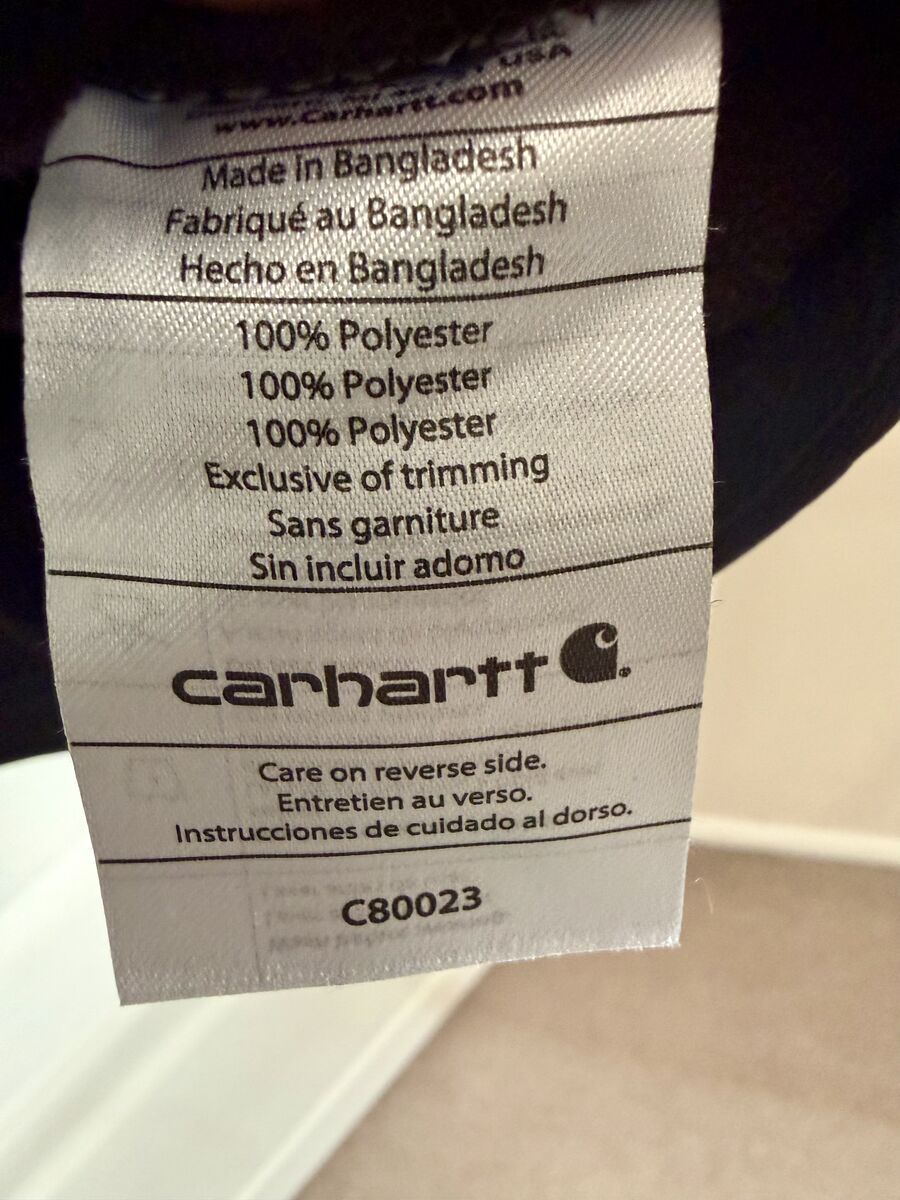 USA
www.carhartt.com
Made in Bangladesh
Fabriqué au Bangladesh
Hecho en Bangladesh
100% Polyester
100% Polyester
100% Polyester
Exclusive of trimming
Sans garniture
Sin incluir adorno
carhartt
Care on reverse side.
Entretien au verso.
Instrucciones de cuidado al dorso.
C80023